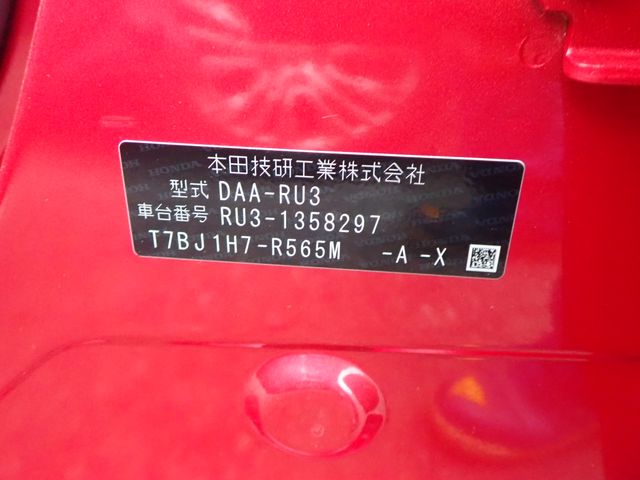 本田技研工業株式会社
型式 DAA-RU3
車台番号 RU3-1358297
T7BJ1H7-R565M -A -X